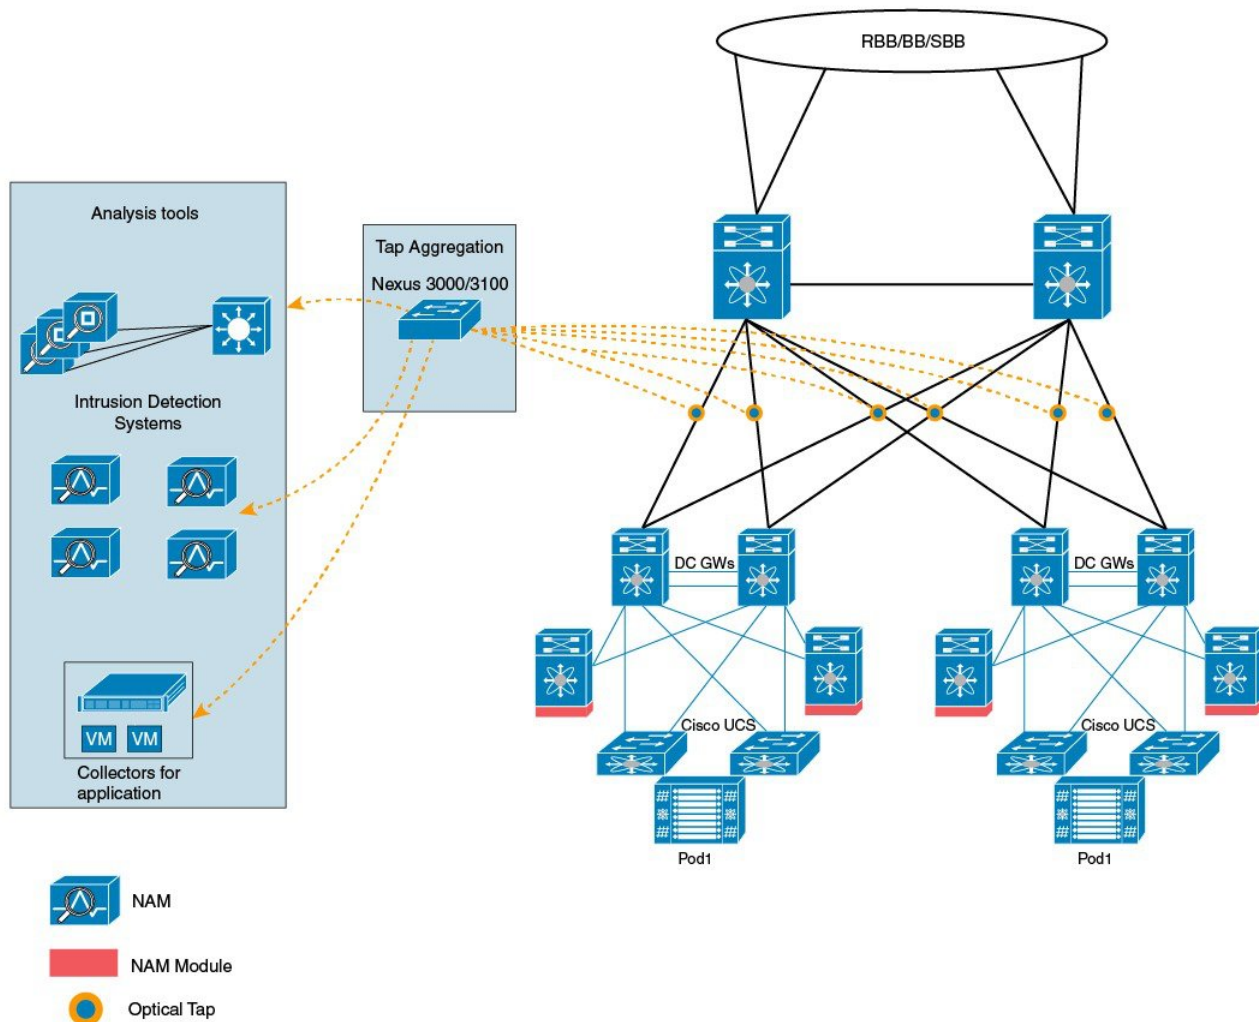 RBB/BB/SBB
Analysis tools
Tap Aggregation
Nexus 3000/3100
Intrusion Detection
Systems
DC GWs
DC GWs
Cisco UCS
Cisco UCS
VM
VM
Collectors for
application
Pod1
Pod1
NAM
NAM Module
Optical Tap